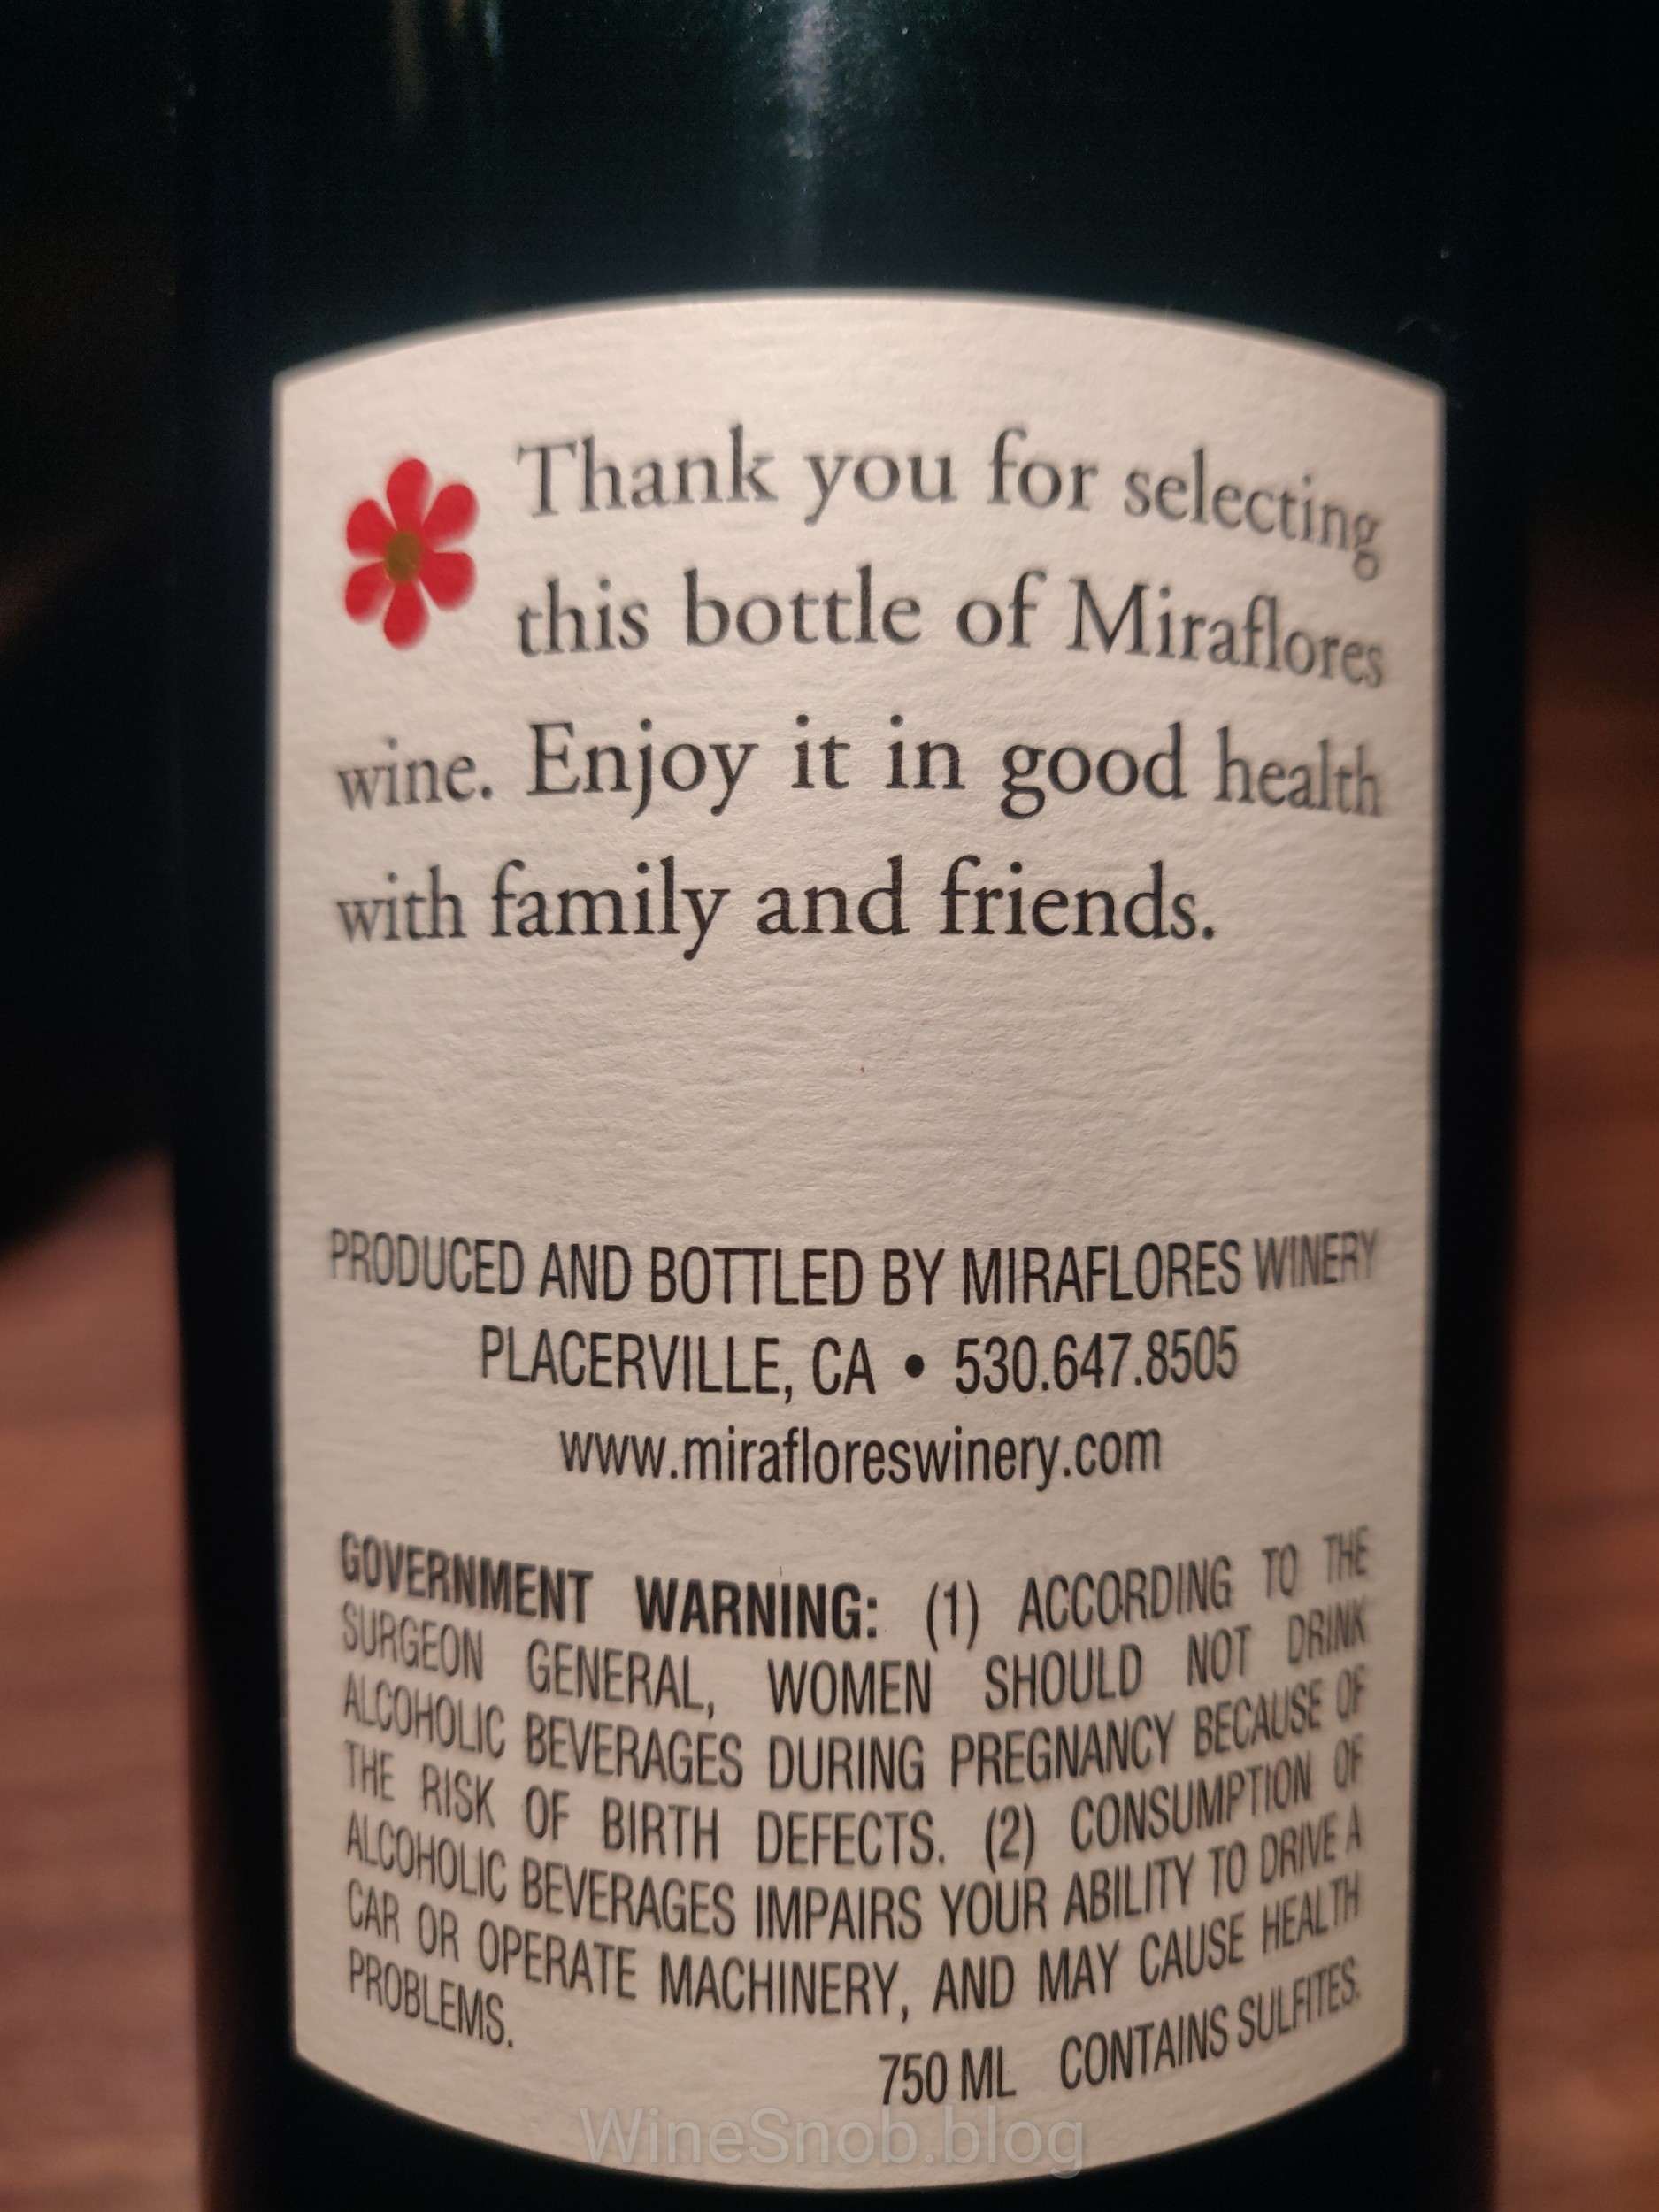 Thank you for selecting
this bottle of Miraflores
wine. Enjoy it in good health
with family and friends.
PRODUCED AND BOTTLED BY MIRAFLORES WINERY
PLACERVILLE, CA • 530.647.8505
www.mirafloreswinery.com
GOVERNMENT WARNING: (1) ACCORDING TO THE
SURGEON GENERAL, WOMEN SHOULD NOT DRINK
ALCOHOLIC BEVERAGES DURING PREGNANCY BECAUSE OF
THE RISK OF BIRTH DEFECTS. (2) CONSUMPTION OF
ALCOHOLIC BEVERAGES IMPAIRS YOUR ABILITY TO DRIVE A
CAR OR OPERATE MACHINERY, AND MAY CAUSE HEALTH
PROBLEMS.
750 ML CONTAINS SULFITES.
WineSnob.blog